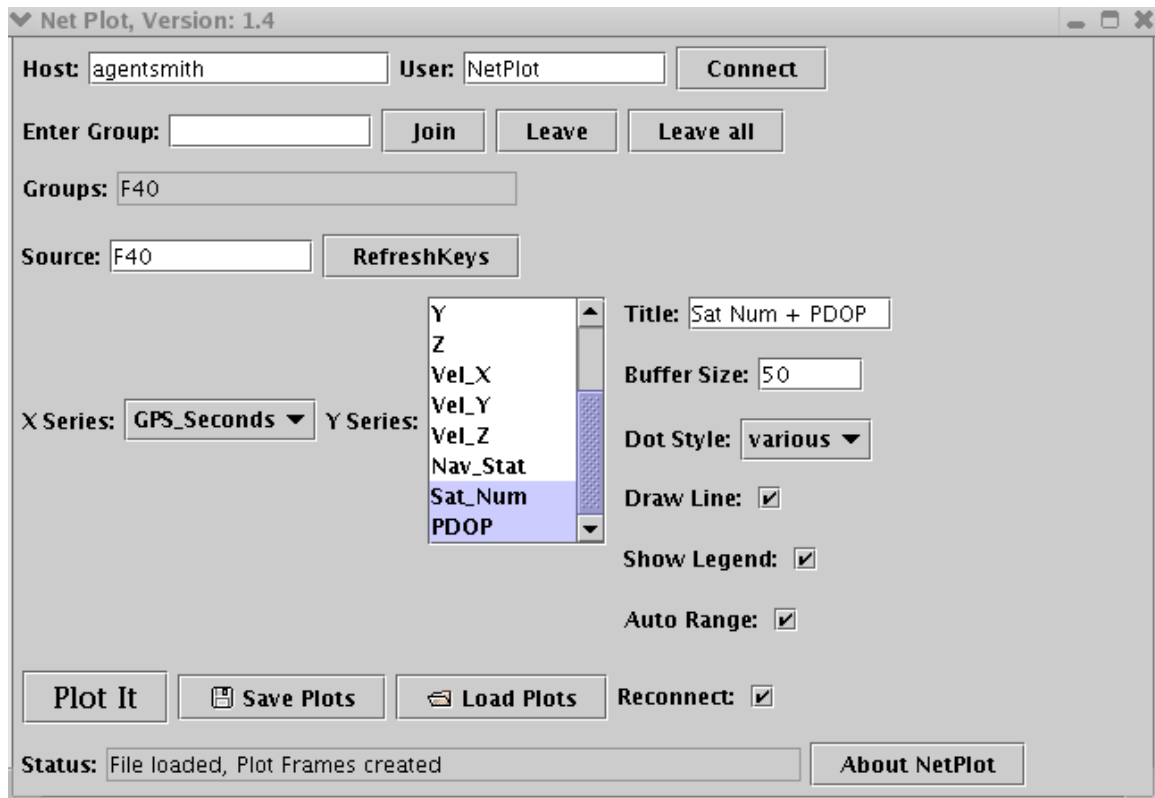 Net Plot, Version: 1.4
Host: agentsmith User: NetPlot Connect
Enter Group: Join Leave Leave all
Groups: F40
Source: F40 RefreshKeys
X Series: GPS_Seconds Y Series:
Y
Z
Vel_X
Vel_Y
Vel_Z
Nav_Stat
Sat_Num
PDOP
Title: Sat Num + PDOP
Buffer Size: 50
Dot Style: various
Draw Line:
Show Legend:
Auto Range:
Plot It Save Plots Load Plots Reconnect:
Status: File loaded, Plot Frames created About NetPlot